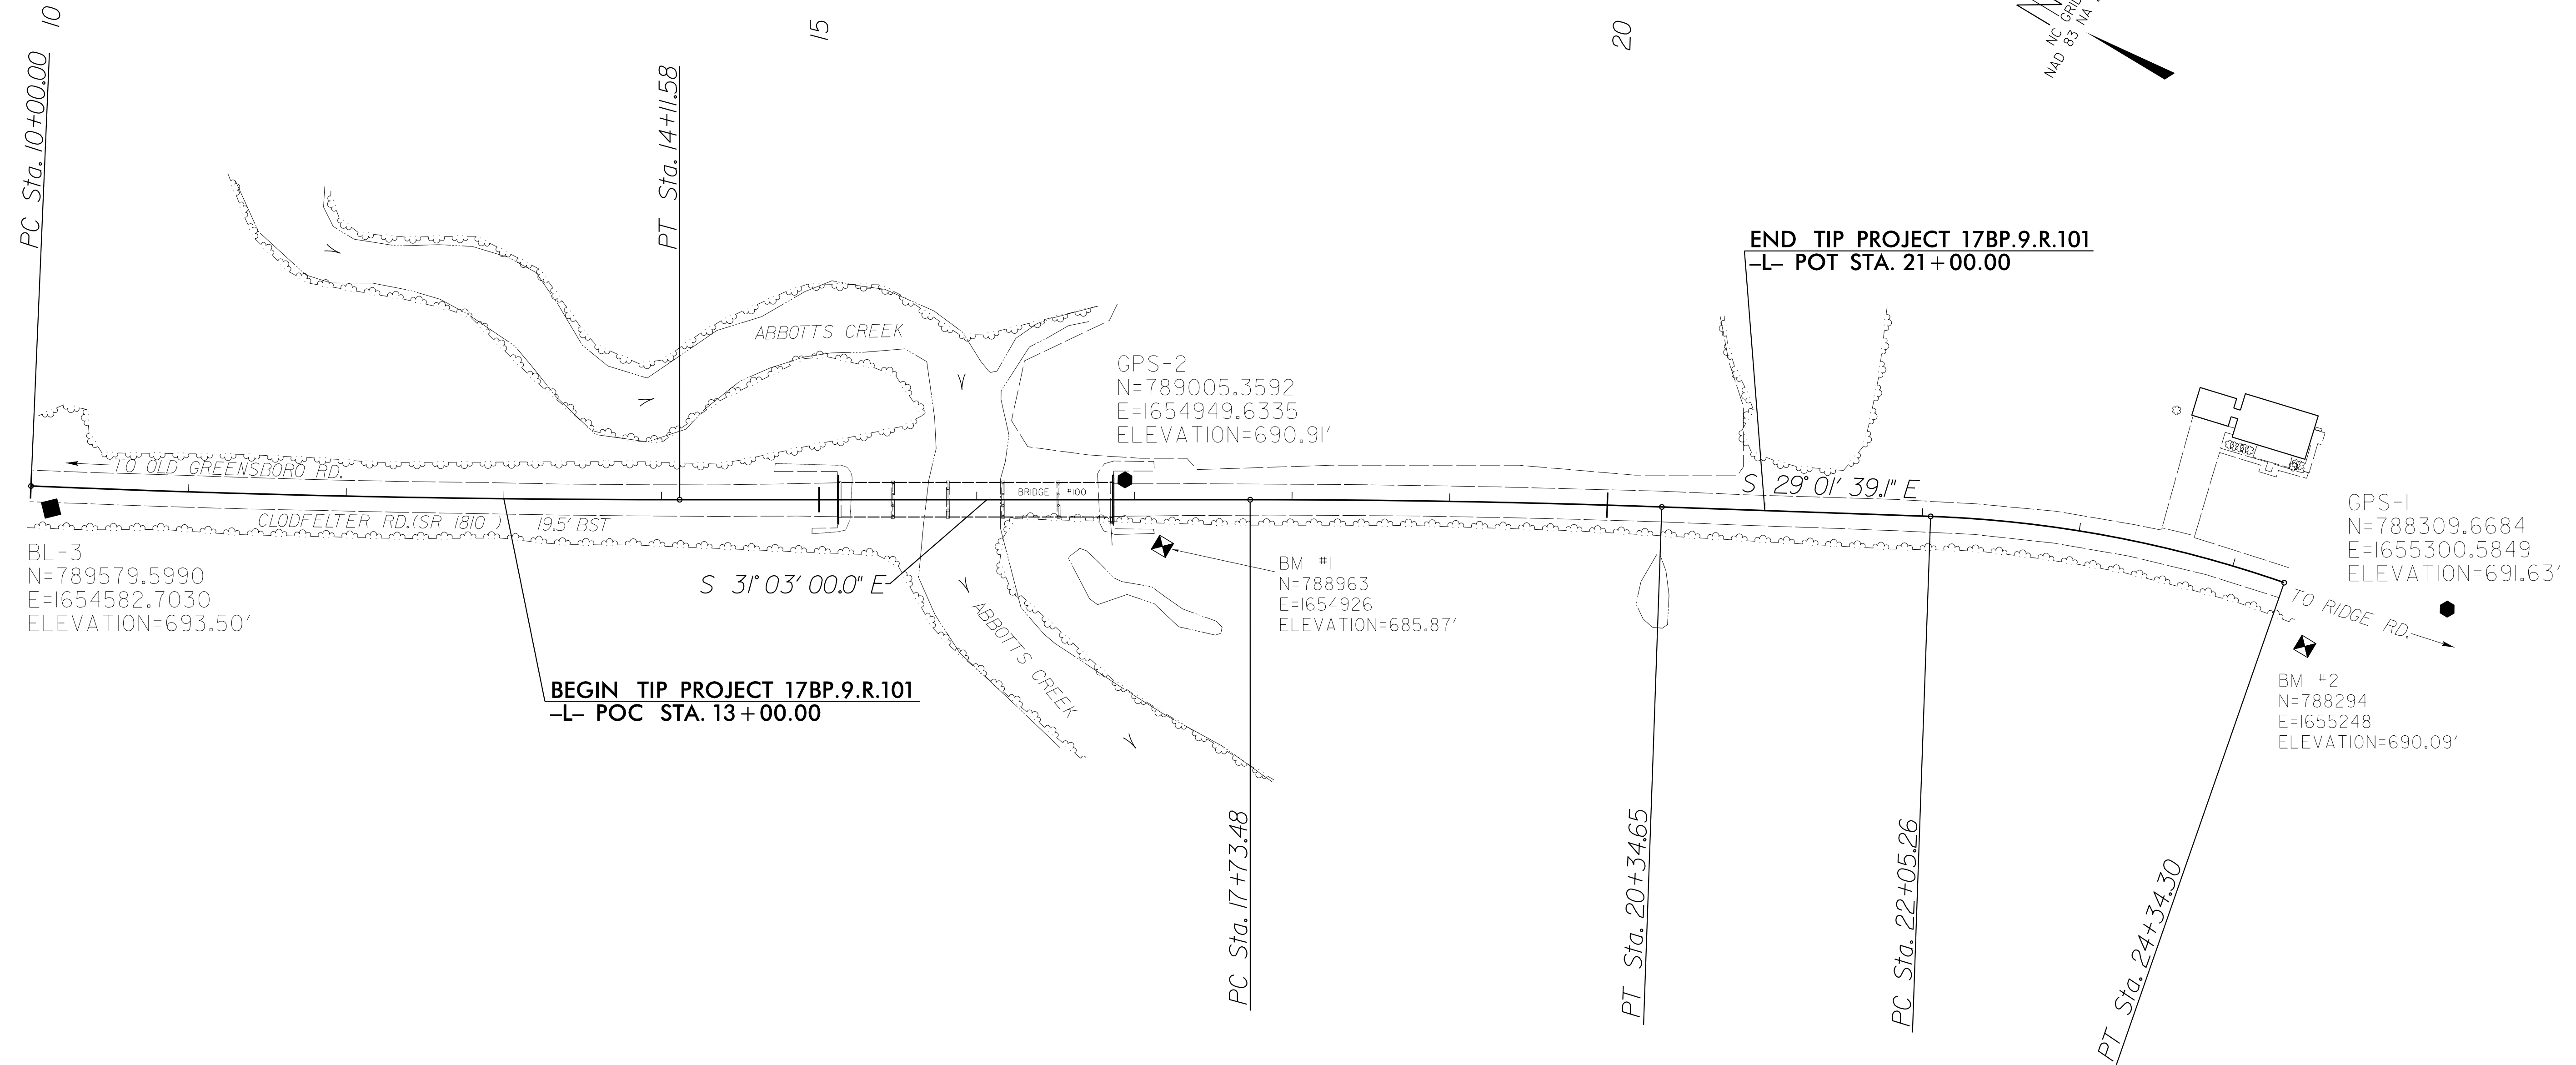 10
15
20
NC GRID
NAD 83 NA
PC Sta. 10+00.00
PT Sta. 14+11.58
END TIP PROJECT 17BP.9.R.101
–L– POT STA. 21+00.00
ABBOTTS CREEK
GPS-2
N=789005.3592
E=1654949.6335
ELEVATION=690.91'
TO OLD GREENSBORO RD.
BRIDGE #100
S 29° 01' 39.1" E
CLODFELTER RD.(SR 1810 ) 19.5' BST
GPS-1
N=788309.6684
E=1655300.5849
ELEVATION=691.63'
BL-3
N=789579.5990
E=1654582.7030
ELEVATION=693.50'
S 31° 03' 00.0" E
BM #1
N=788963
E=1654926
ELEVATION=685.87'
ABBOTTS CREEK
TO RIDGE RD.
BEGIN TIP PROJECT 17BP.9.R.101
–L– POC STA. 13+00.00
BM #2
N=788294
E=1655248
ELEVATION=690.09'
PC Sta. 17+73.48
PT Sta. 20+34.65
PC Sta. 22+05.26
PT Sta. 24+34.30